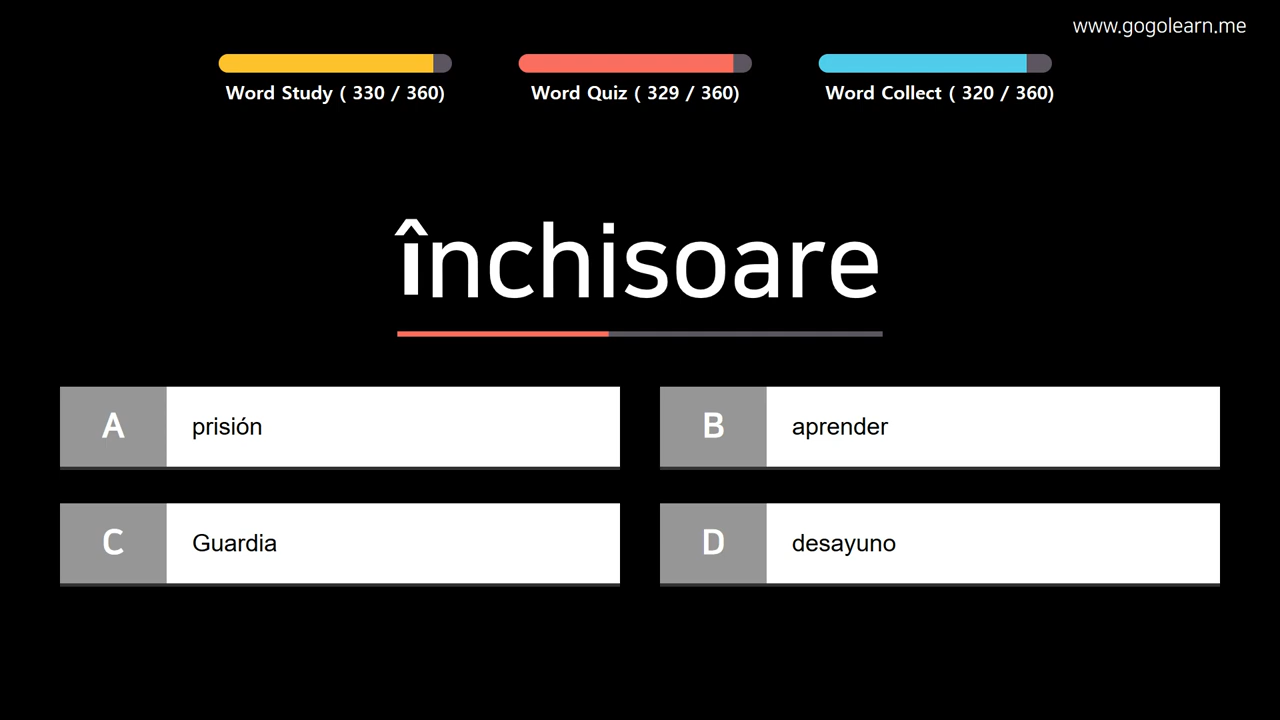 www.gogolearn.me
Word Study ( 330 / 360)
Word Quiz ( 329 / 360)
Word Collect ( 320 / 360)
închisoare
A prisión
B aprender
C Guardia
D desayuno